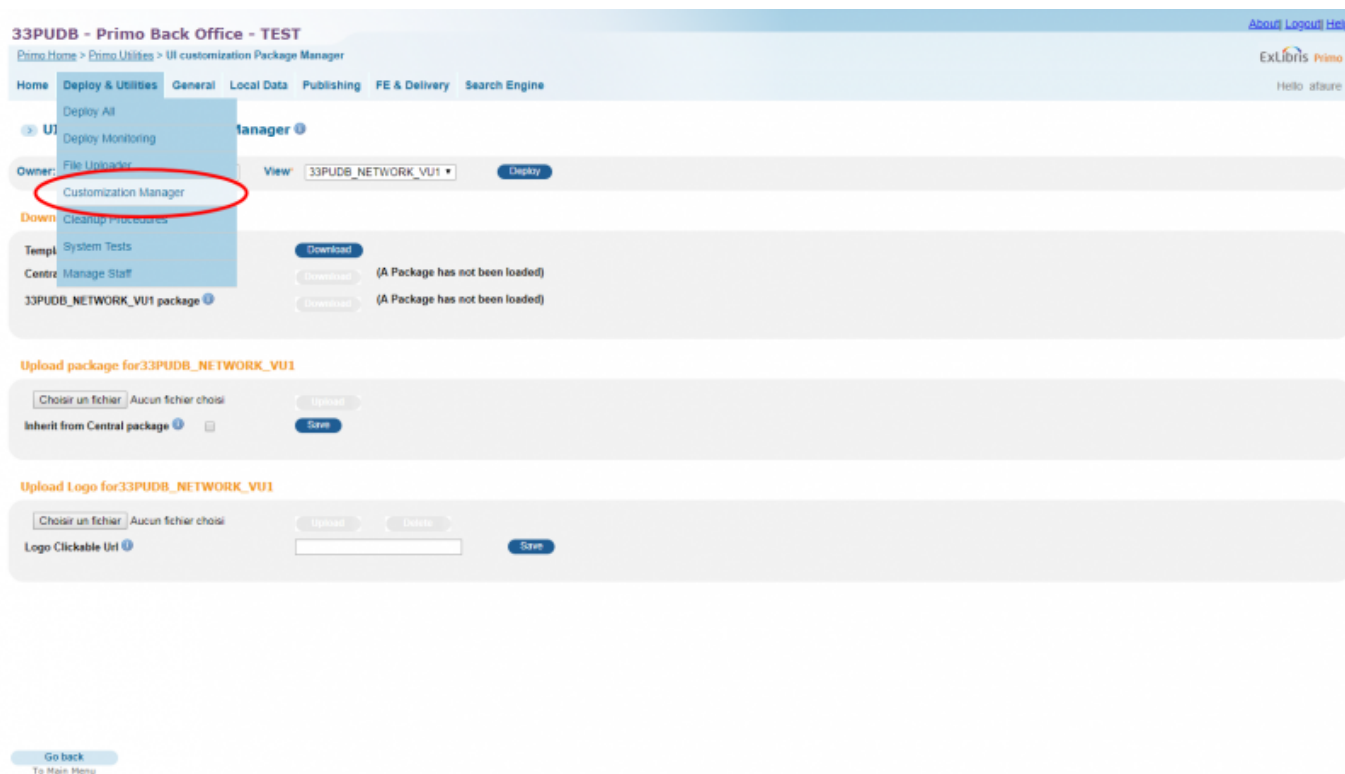 About| Logout| Hel
33PUDB - Primo Back Office - TEST
Primo Home > Primo Utilities > UI customization Package Manager
ExLibris Primo
Home Deploy & Utilities General Local Data Publishing FE & Delivery Search Engine
Hello afaure
Deploy All
UI Manager
Deploy Monitoring
File Uploader
Owner: View 33PUDB_NETWORK_VU1 Deploy
Customization Manager
Down
Cleanup Procedures
System Tests
Templ Download
Manage Staff
Centra Download (A Package has not been loaded)
33PUDB_NETWORK_VU1 package Download (A Package has not been loaded)
Upload package for33PUDB_NETWORK_VU1
Choisir un fichier Aucun fichier choisi Upload
Inherit from Central package Save
Upload Logo for33PUDB_NETWORK_VU1
Choisir un fichier Aucun fichier choisi Upload Delete
Logo Clickable Url Save
Go back
To Main Menu